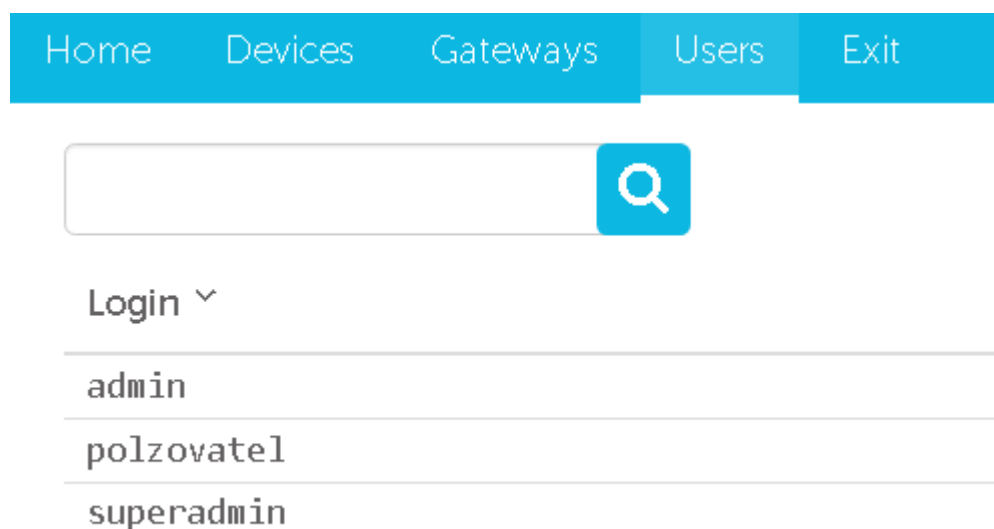 Home Devices Gateways Users Exit
Login
admin
polzovatel
superadmin